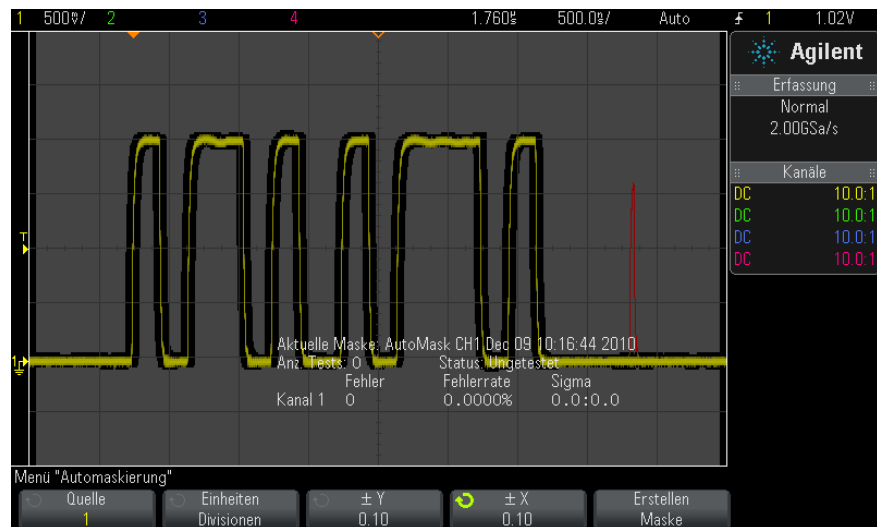 1 500♥/ 2 3 4 1.760s 500.0s/ Auto 1 1.02V
Agilent
Erfassung
Normal
2.00GSa/s
Kanäle
DC 10.0:1
DC 10.0:1
DC 10.0:1
DC 10.0:1
T
1
Aktuelle Maske: AutoMask CH1 Dec 09 10:16:44 2010
Anz. Tests: 0 Status: Ungetestet
Fehler Fehlerrate Sigma
Kanal 1 0 0.0000% 0.0:0.0
Menü "Automaskierung"
Quelle Einheiten ± Y ± X Erstellen
1 Divisionen 0.10 0.10 Maske